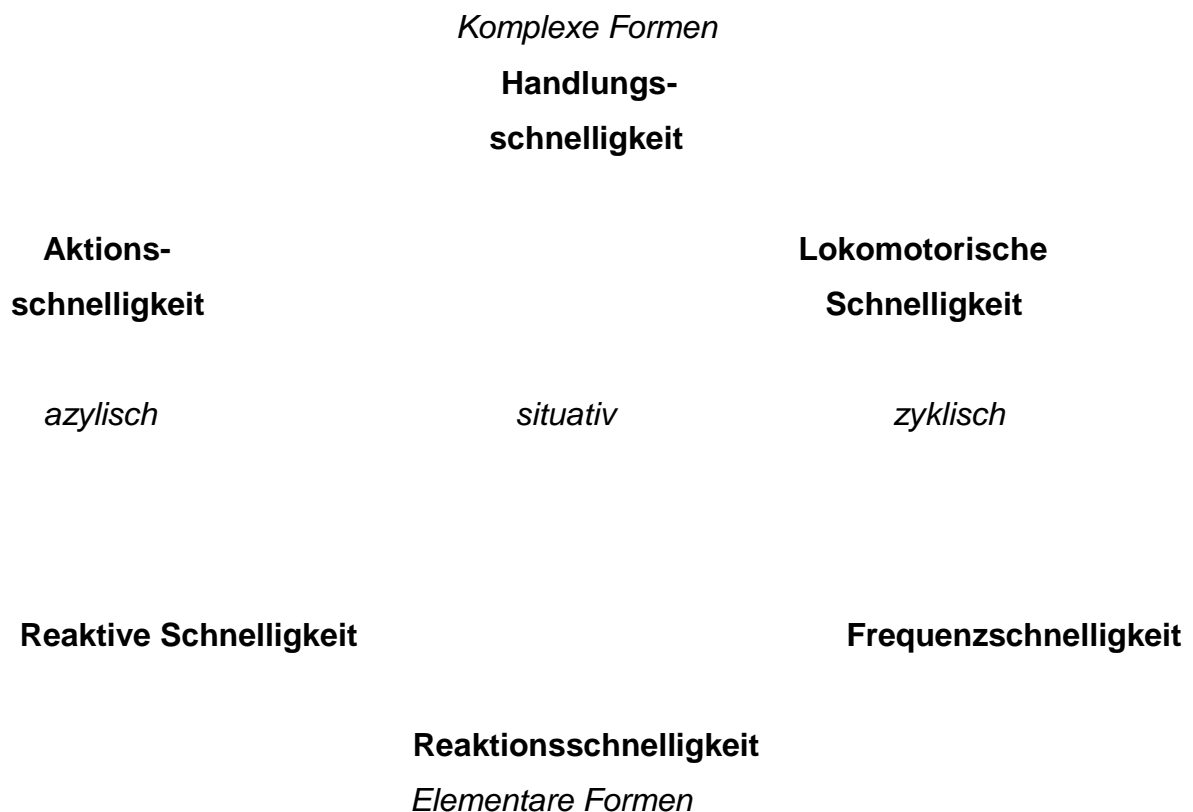 Komplexe Formen
Handlungs-
schnelligkeit
Aktions-
schnelligkeit
Lokomotorische
Schnelligkeit
azylisch
situativ
zyklisch
Reaktive Schnelligkeit
Frequenzschnelligkeit
Reaktionsschnelligkeit
Elementare Formen